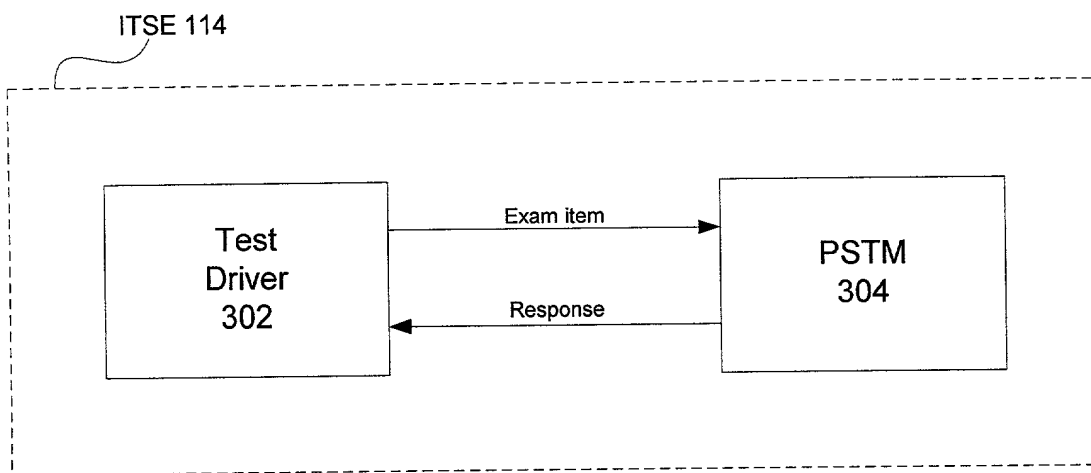 ITSE 114
Test
Driver
302
Exam item
Response
PSTM
304